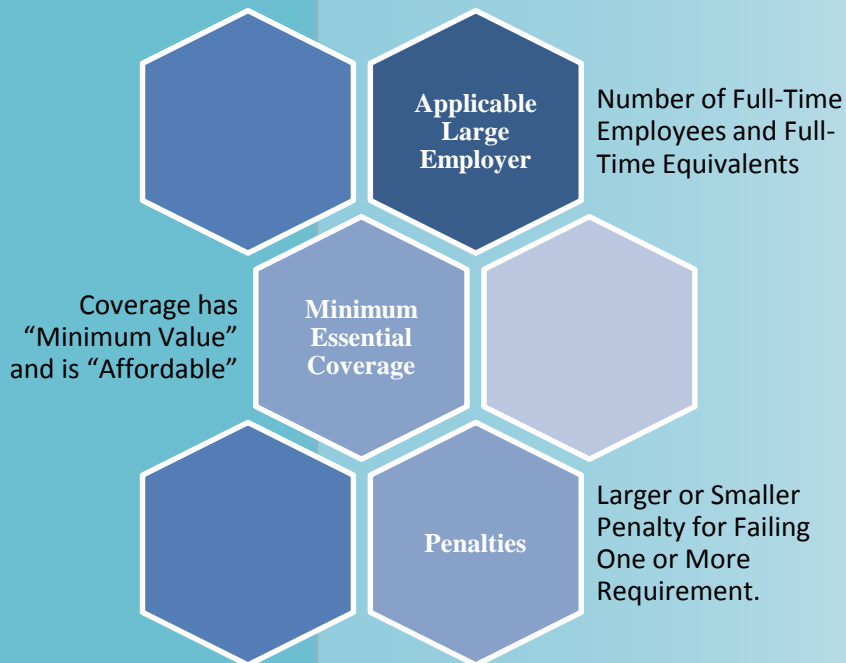 Applicable
Large
Employer
Number of Full-Time
Employees and Full-
Time Equivalents
Coverage has
“Minimum Value”
and is “Affordable”
Minimum
Essential
Coverage
Penalties
Larger or Smaller
Penalty for Failing
One or More
Requirement.